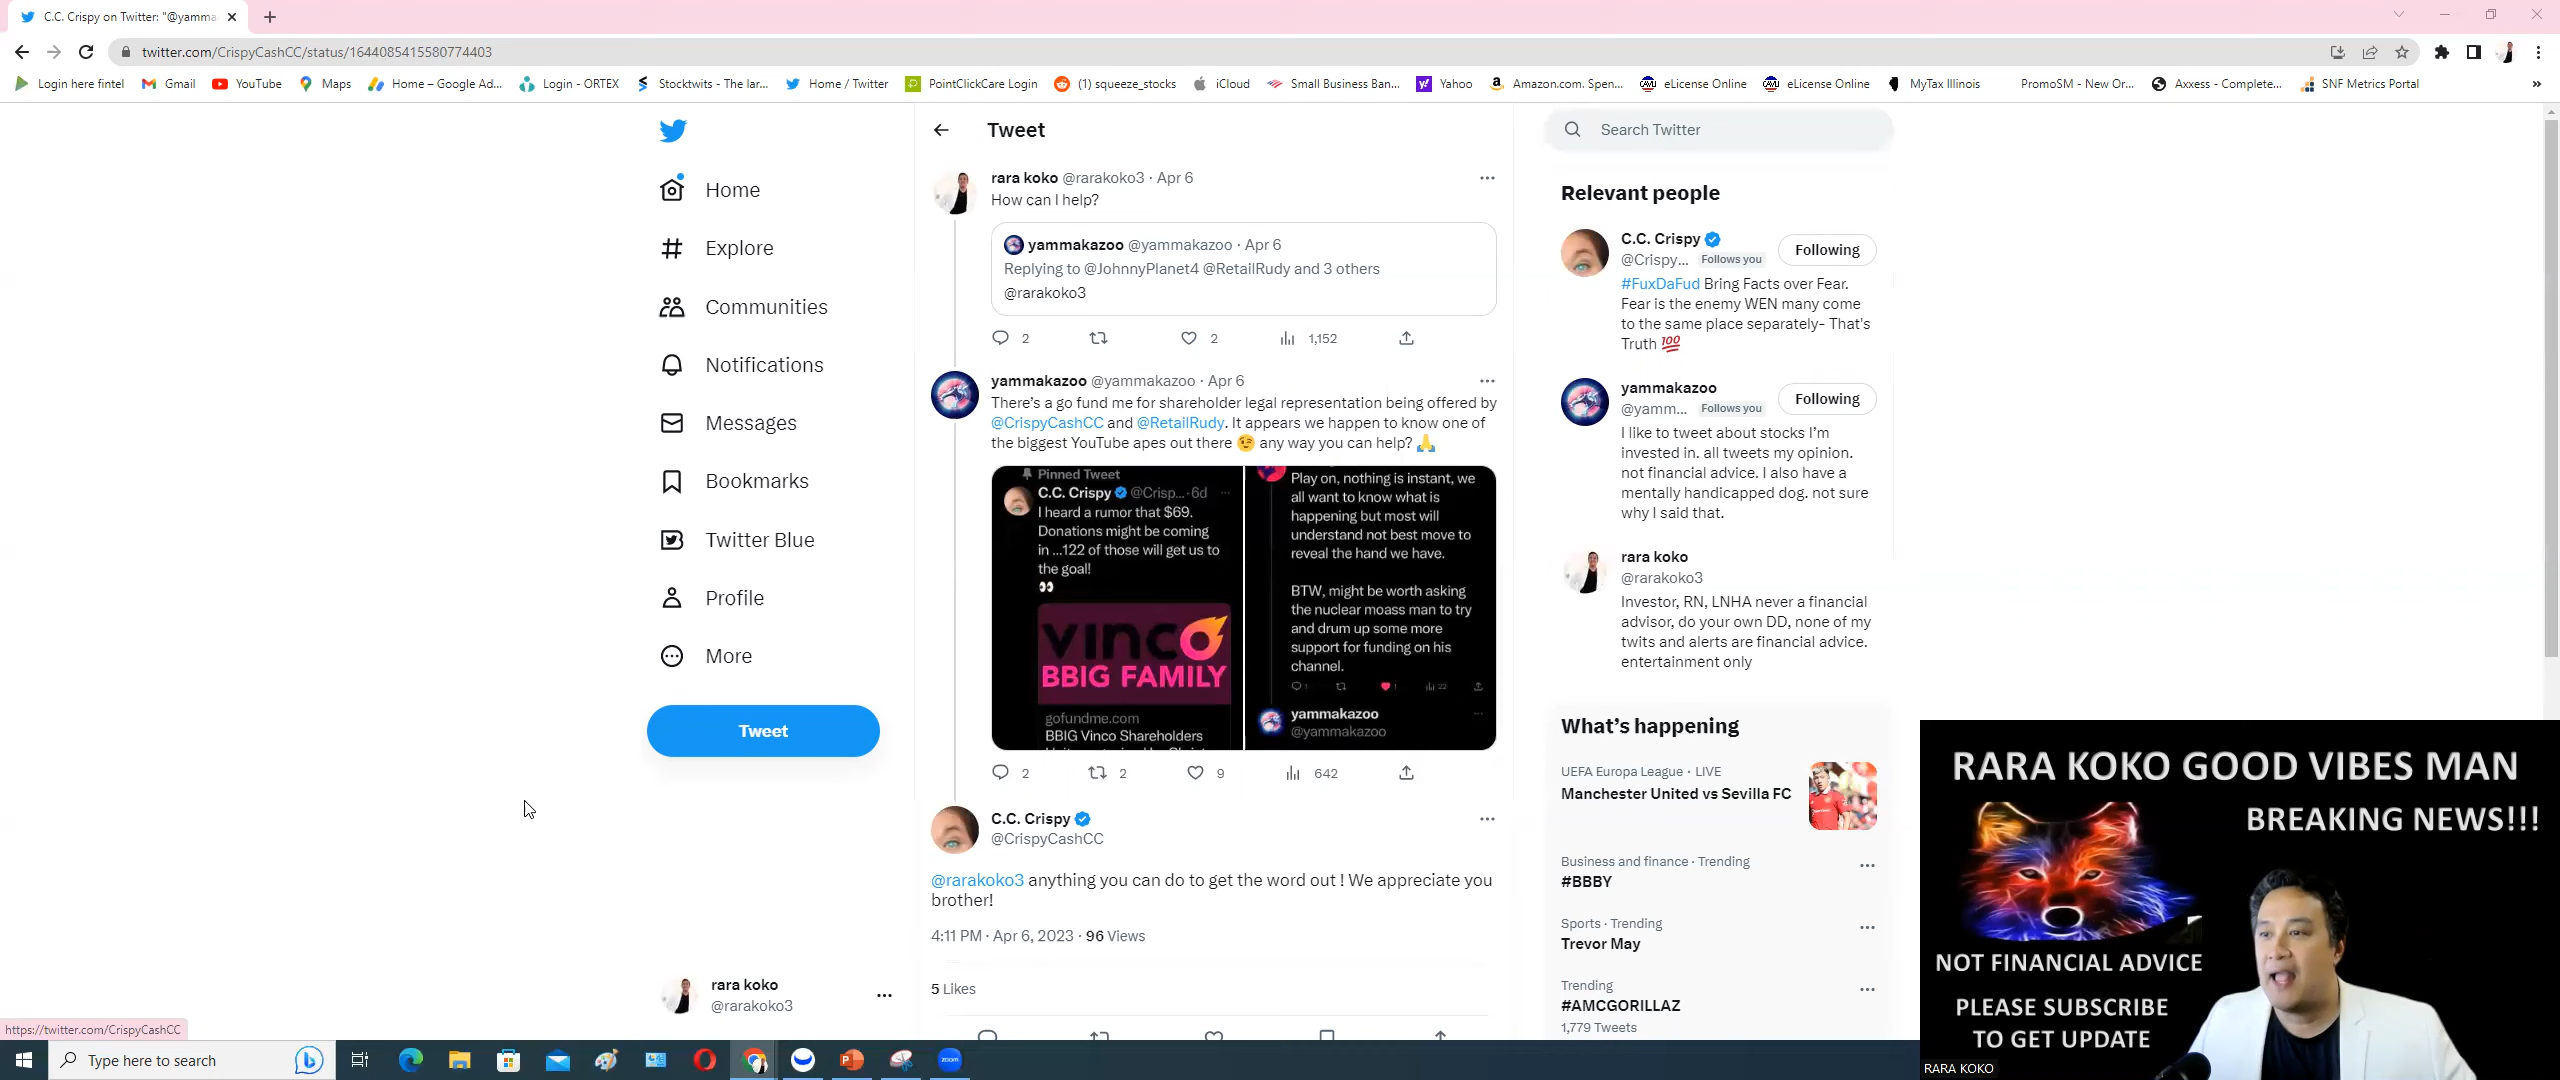 C.C. Crispy on Twitter: "@yamma
twitter.com/CrispyCashCC/status/1644085415580774403
Login here fintel
Gmail
YouTube
Maps
Home – Google Ad...
Login - ORTEX
Stocktwits - The lar...
Home / Twitter
PointClickCare Login
(1) squeeze_stocks
iCloud
Small Business Ban...
Yahoo
Amazon.com. Spen...
eLicense Online
eLicense Online
MyTax Illinois
PromoSM - New Or...
Axxess - Complete...
SNF Metrics Portal
»
Home
Explore
Communities
Notifications
Messages
Bookmarks
Twitter Blue
Profile
More
Tweet
rara koko
@rarakoko3
https://twitter.com/CrispyCashCC
Tweet
rara koko @rarakoko3 · Apr 6
How can I help?
yammakazoo @yammakazoo · Apr 6
Replying to @JohnnyPlanet4 @RetailRudy and 3 others
@rarakoko3
2 2 1,152
yammakazoo @yammakazoo · Apr 6
There's a go fund me for shareholder legal representation being offered by
@CrispyCashCC and @RetailRudy. It appears we happen to know one of
the biggest YouTube apes out there 😉 any way you can help? 🙏
Pinned Tweet
C.C. Crispy @Crisp... · 6d
I heard a rumor that $69.
Donations might be coming
in ...122 of those will get us to
the goal!
👀
VINCO
BBIG FAMILY
gofundme.com
BBIG Vinco Shareholders
Play on, nothing is instant, we
all want to know what is
happening but most will
understand not best move to
reveal the hand we have.
BTW, might be worth asking
the nuclear moass man to try
and drum up some more
support for funding on his
channel.
1 1 22
yammakazoo
@yammakazoo
2 2 9 642
C.C. Crispy
@CrispyCashCC
@rarakoko3 anything you can do to get the word out ! We appreciate you
brother!
4:11 PM · Apr 6, 2023 · 96 Views
5 Likes
Search Twitter
Relevant people
C.C. Crispy
@Crispy... Follows you
Following
#FuxDaFud Bring Facts over Fear.
Fear is the enemy WEN many come
to the same place separately- That's
Truth 💯
yammakazoo
@yamm... Follows you
Following
I like to tweet about stocks I'm
invested in. all tweets my opinion.
not financial advice. I also have a
mentally handicapped dog. not sure
why I said that.
rara koko
@rarakoko3
Investor, RN, LNHA never a financial
advisor, do your own DD, none of my
twits and alerts are financial advice.
entertainment only
What's happening
UEFA Europa League · LIVE
Manchester United vs Sevilla FC
Business and finance · Trending
#BBBY
Sports · Trending
Trevor May
Trending
#AMCGORILLAZ
1,779 Tweets
RARA KOKO GOOD VIBES MAN
BREAKING NEWS!!!
NOT FINANCIAL ADVICE
PLEASE SUBSCRIBE
TO GET UPDATE
RARA KOKO
Type here to search
zoom